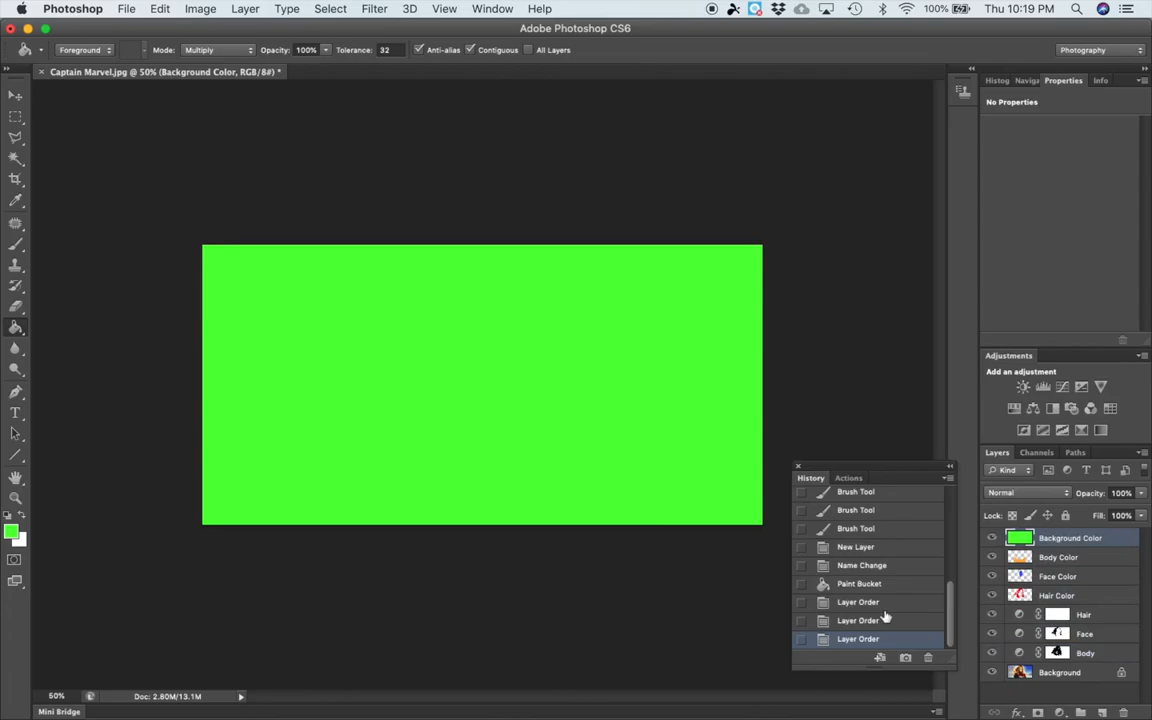 Photoshop File Edit Image Layer Type Select Filter 3D View Window Help 100% Thu 10:19 PM
Adobe Photoshop CS6
Foreground Mode: Multiply Opacity: 100% Tolerance: 32 Anti-alias Contiguous All Layers Photography
Captain Marvel.jpg @ 50% (Background Color, RGB/8#) *
Histog Naviga Properties Info
No Properties
Adjustments
Add an adjustment
Layers Channels Paths
Kind
Normal Opacity: 100%
Lock: Fill: 100%
Background Color
Body Color
Face Color
Hair Color
Hair
Face
Body
Background
History Actions
Brush Tool
Brush Tool
Brush Tool
New Layer
Name Change
Paint Bucket
Layer Order
Layer Order
Layer Order
50% Doc: 2.80M/13.1M
Mini Bridge